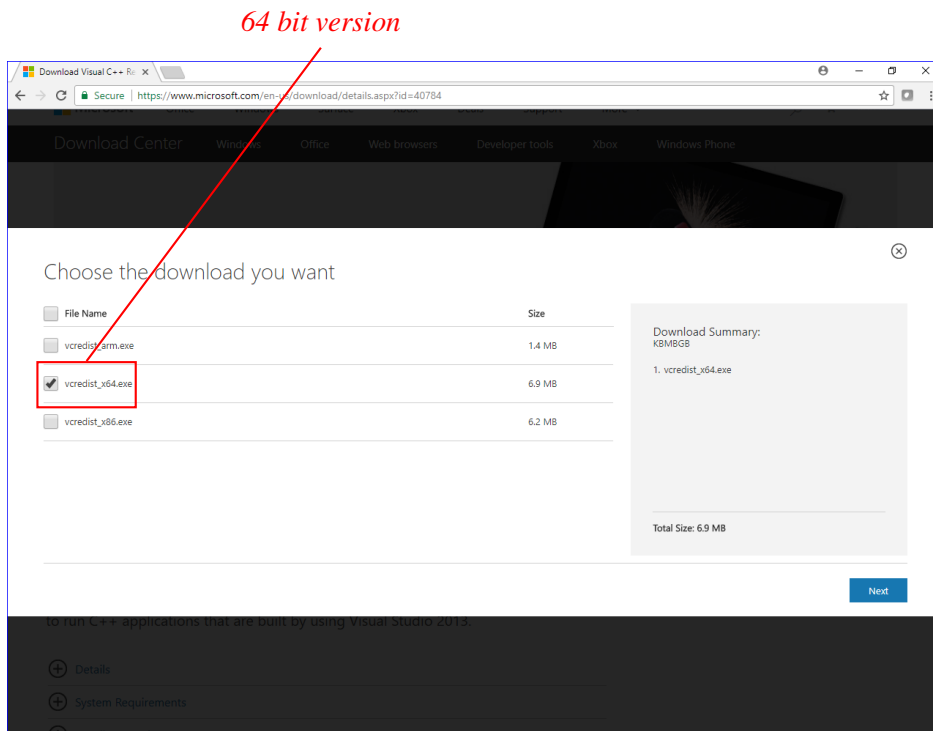 64 bit version
Download Visual C++ Re
Secure | https://www.microsoft.com/en-us/download/details.aspx?id=40784
Download Center Windows Office Web browsers Developer tools Xbox Windows Phone
Choose the download you want
File Name Size
vcredist_arm.exe 1.4 MB
vcredist_x64.exe 6.9 MB
vcredist_x86.exe 6.2 MB
Download Summary:
KBMBGB
1. vcredist_x64.exe
Total Size: 6.9 MB
Next
to run C++ applications that are built by using Visual Studio 2013.
Details
System Requirements